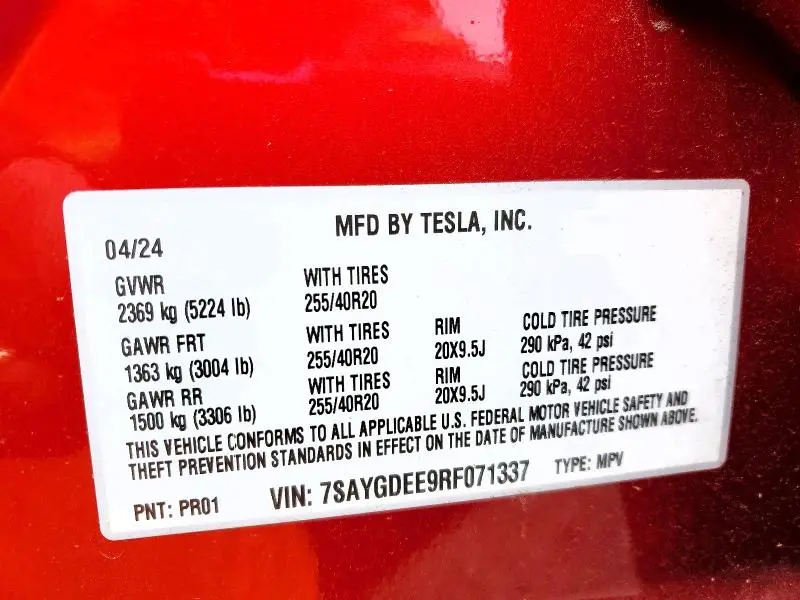 MFD BY TESLA, INC.
04/24
GVWR WITH TIRES
2369 kg (5224 lb) 255/40R20
GAWR FRT WITH TIRES RIM COLD TIRE PRESSURE
1363 kg (3004 lb) 255/40R20 20X9.5J 290 kPa, 42 psi
GAWR RR WITH TIRES RIM COLD TIRE PRESSURE
1500 kg (3306 lb) 255/40R20 20X9.5J 290 kPa, 42 psi
THIS VEHICLE CONFORMS TO ALL APPLICABLE U.S. FEDERAL MOTOR VEHICLE SAFETY AND
THEFT PREVENTION STANDARDS IN EFFECT ON THE DATE OF MANUFACTURE SHOWN ABOVE.
PNT: PR01 VIN: 7SAYGDEE9RF071337 TYPE: MPV